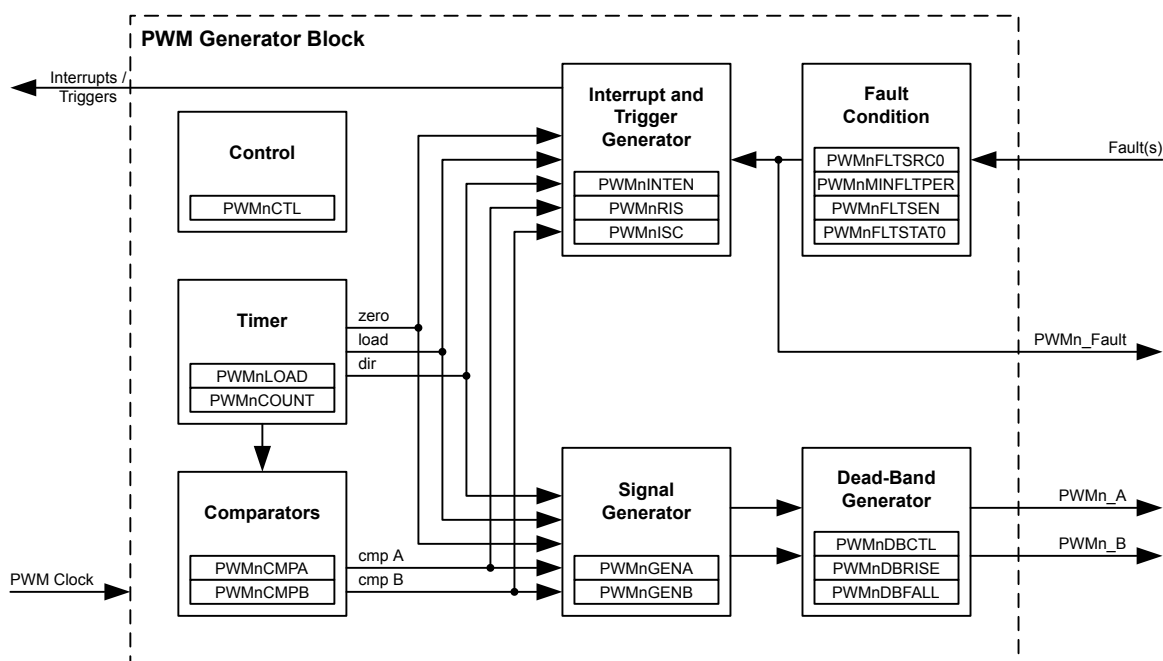 PWM Generator Block
Interrupts /
Triggers
Control
PWMnCTL
Interrupt and
Trigger
Generator
PWMnINTEN
PWMnRIS
PWMnISC
Fault
Condition
PWMnFLTSRC0
PWMnMINFLTPER
PWMnFLTSEN
PWMnFLTSTAT0
Fault(s)
Timer
PWMnLOAD
PWMnCOUNT
zero
load
dir
PWMn_Fault
Comparators
PWMnCMPA
PWMnCMPB
cmp A
cmp B
PWM Clock
Signal
Generator
PWMnGENA
PWMnGENB
Dead-Band
Generator
PWMnDBCTL
PWMnDBRISE
PWMnDBFALL
PWMn_A
PWMn_B